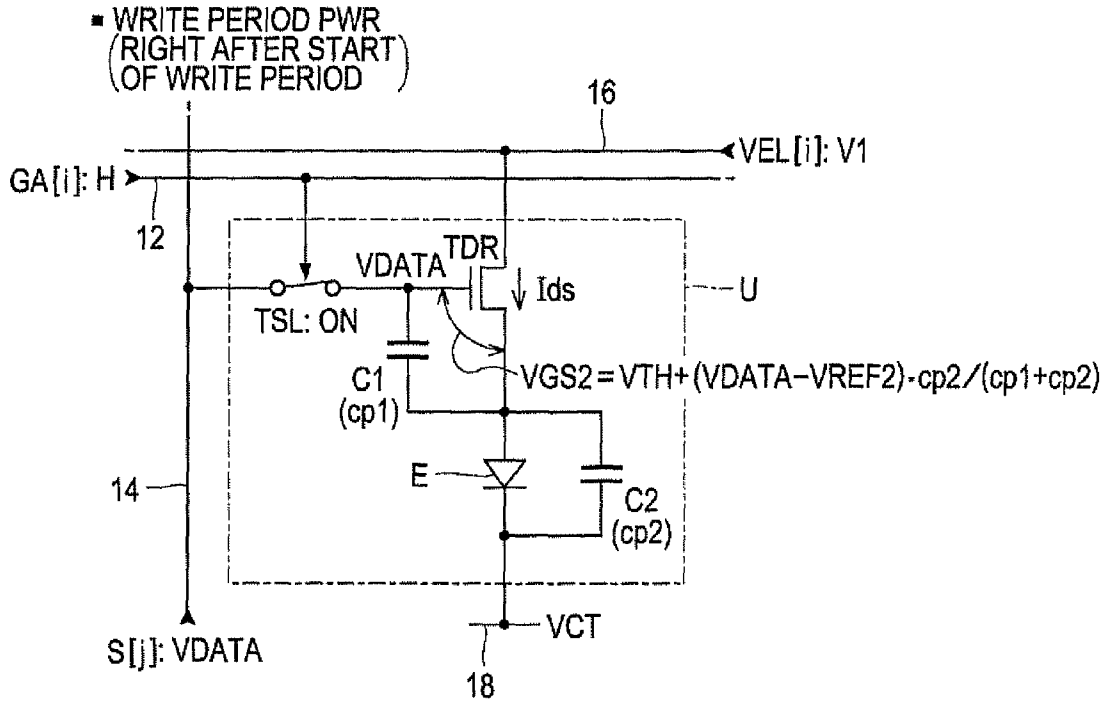 ▪ WRITE PERIOD PWR
(RIGHT AFTER START
OF WRITE PERIOD)
16
VEL[i]: V1
GA[i]: H
12
TDR
VDATA
Ids
U
TSL: ON
VGS2=VTH+(VDATA−VREF2)·cp2/(cp1+cp2)
C1
(cp1)
E
14
C2
(cp2)
VCT
S[j]: VDATA
18